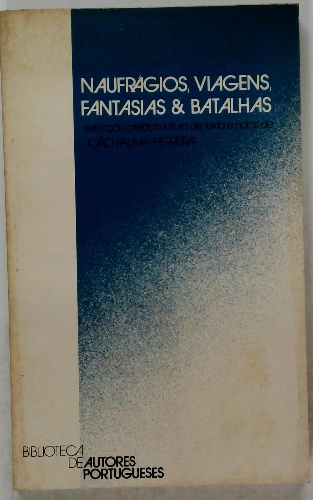 NAUFRÁGIOS, VIAGENS,
FANTASIAS & BATALHAS
selecção, prefácio, leitura de texto e notas de
JOÃO PALMA-FERREIRA
BIBLIOTECA
DE AUTORES
PORTUGUESES